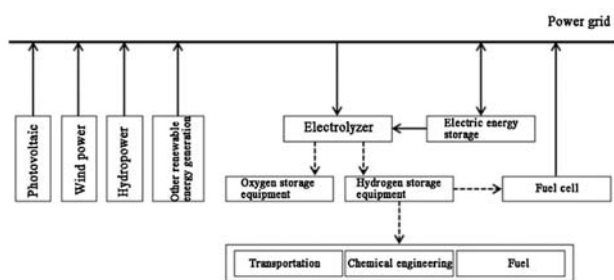 Power grid
Photovoltaic
Wind power
Hydropower
Other renewable
energy generation
Electrolyzer
Electric energy
storage
Oxygen storage
equipment
Hydrogen storage
equipment
Fuel cell
Transportation
Chemical engineering
Fuel